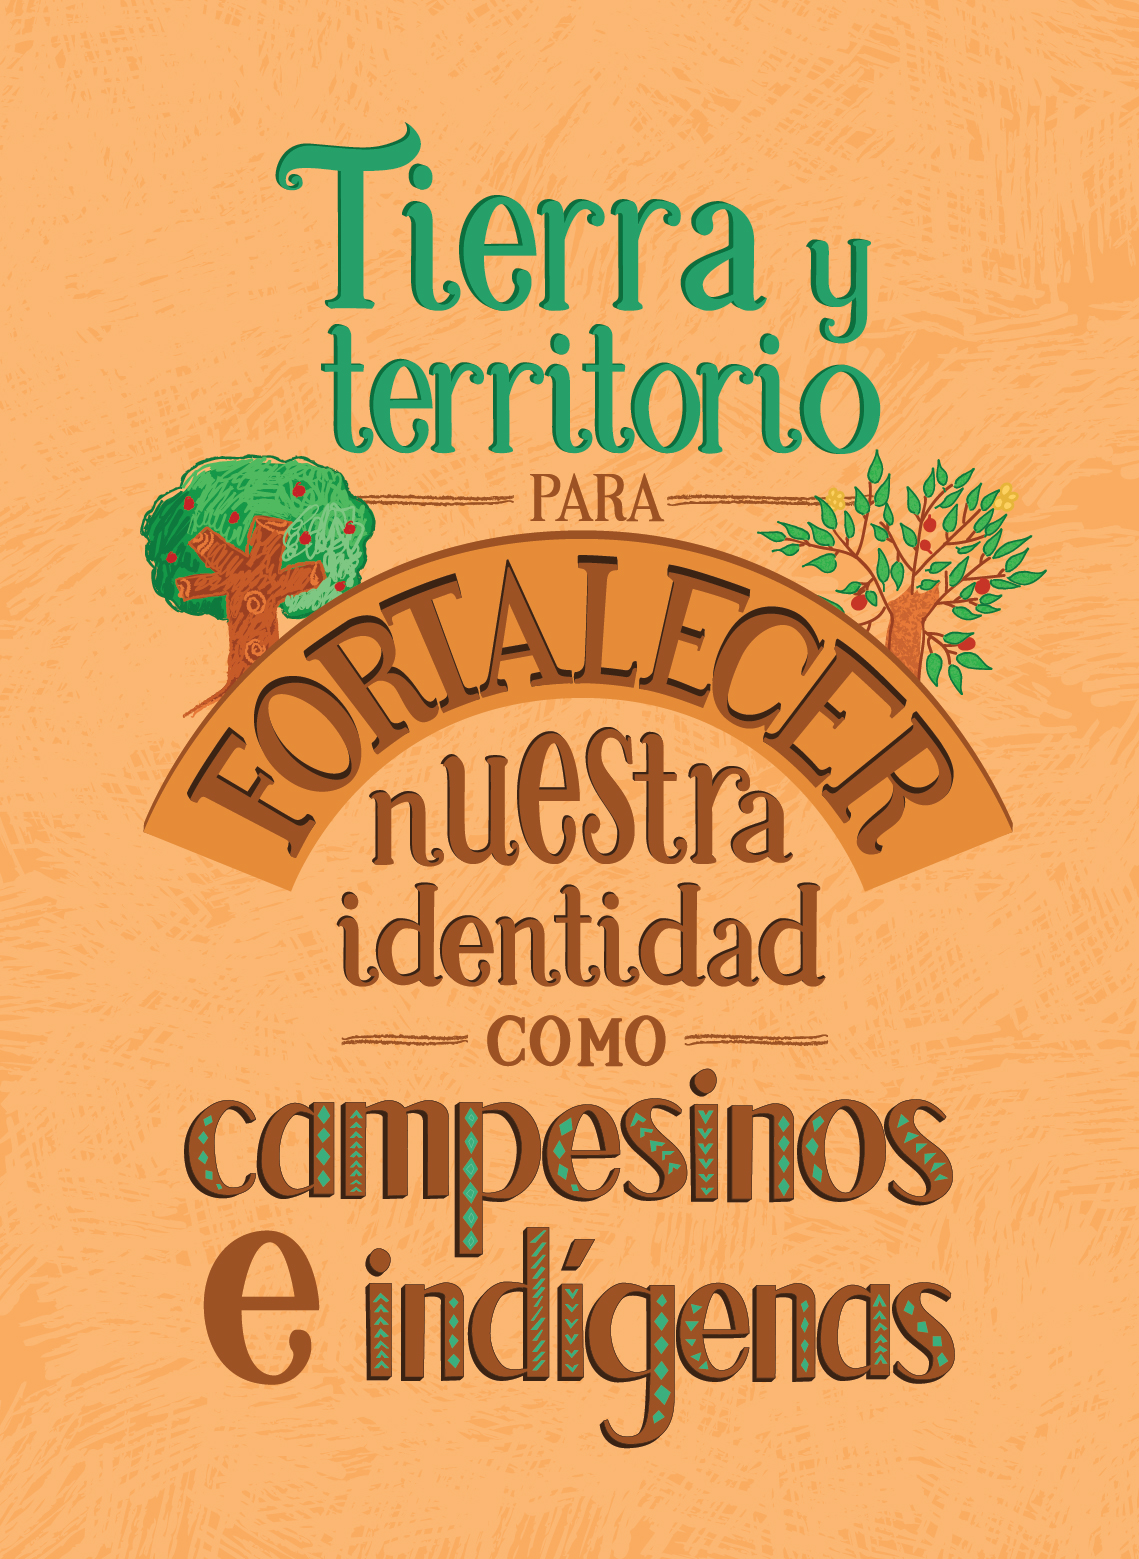 Tierra y
territorio
PARA
FORTALECER
nuestra
identidad
COMO
campesinos
e indígenas